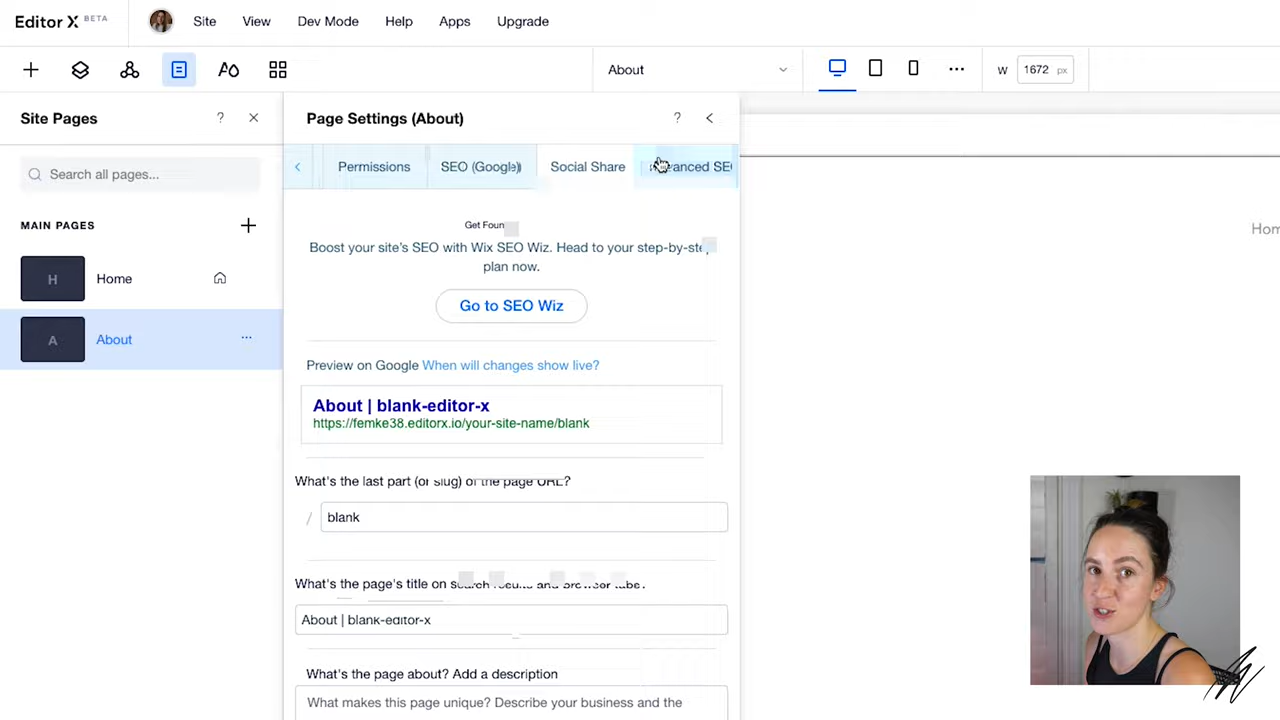 Editor X BETA
Site View Dev Mode Help Apps Upgrade
About
W 1672 px
Site Pages ?
Search all pages...
MAIN PAGES
H Home
A About
Page Settings (About) ?
Permissions SEO (Google) Social Share Advanced SE
Get Foun
Boost your site's SEO with Wix SEO Wiz. Head to your step-by-step
plan now.
Go to SEO Wiz
Preview on Google When will changes show live?
About | blank-editor-x
https://femke38.editorx.io/your-site-name/blank
What's the last part (or slug) of the page URL?
/ blank
What's the page's title on search results and browser tabs?
About | blank-editor-x
What's the page about? Add a description
What makes this page unique? Describe your business and the
Hom